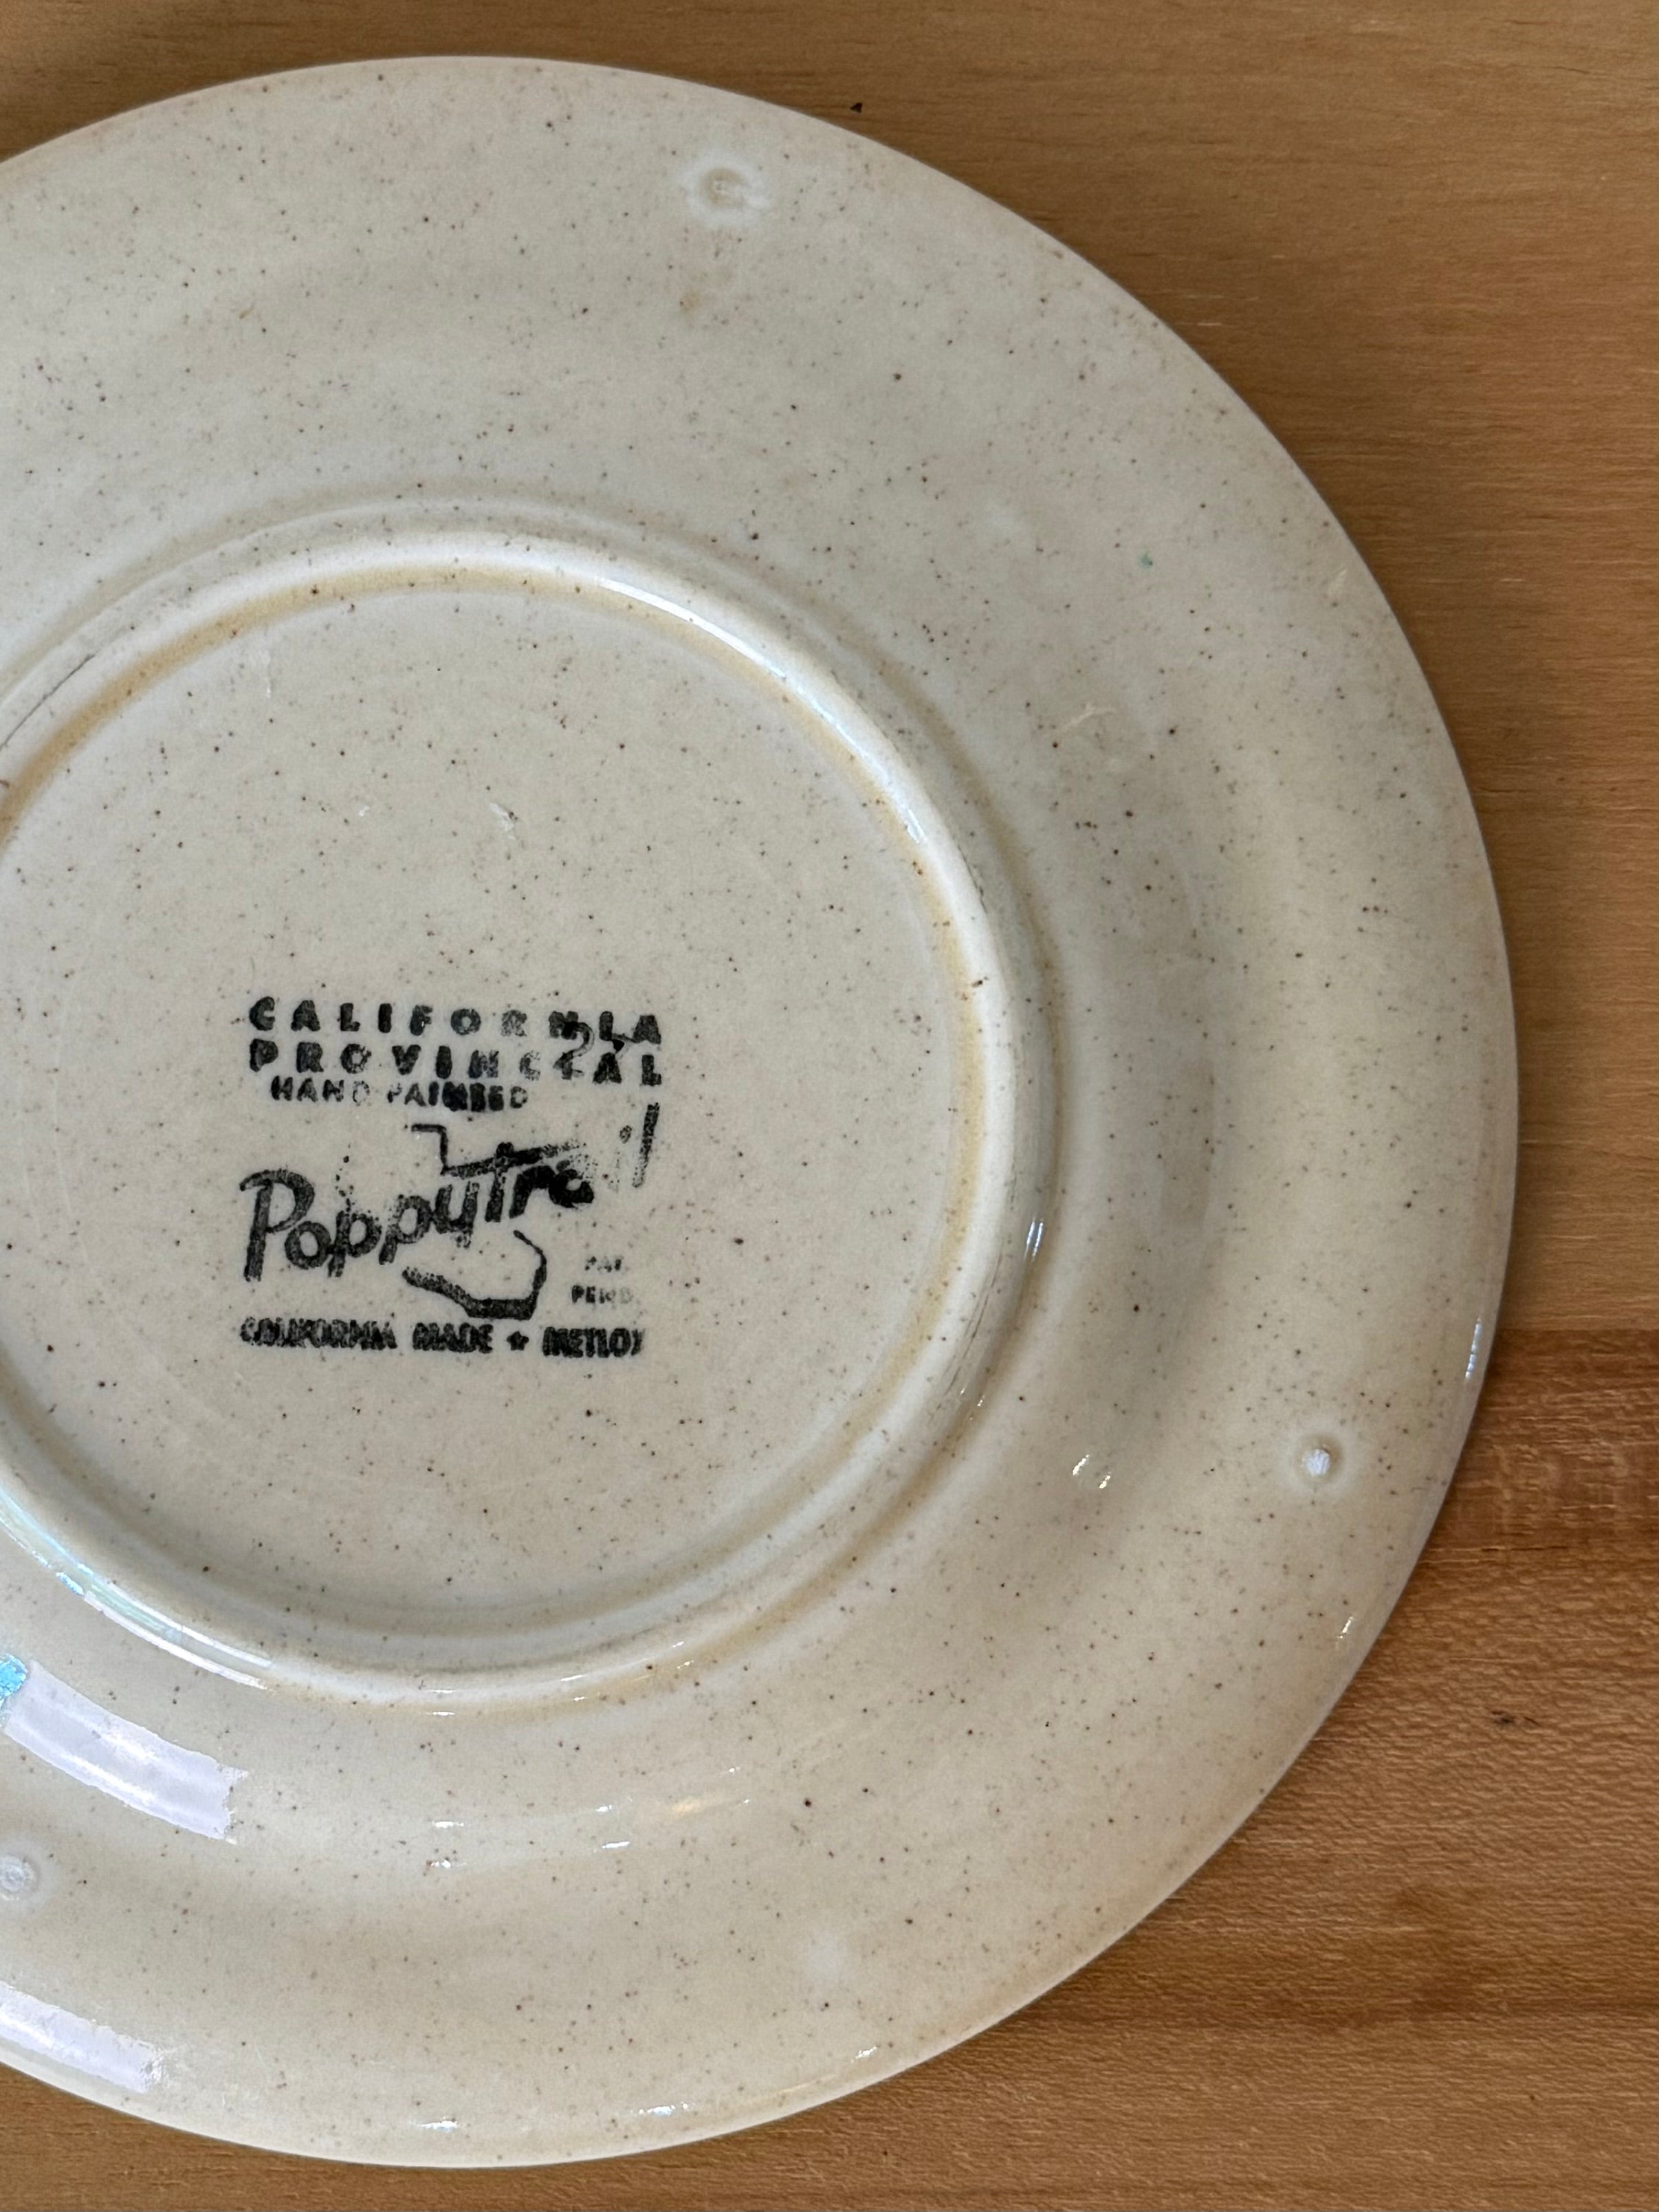 CALIFORNIA
PROVINCIAL
HAND PAINTED
Poppytrail
PAT.
PEND.
CALIFORNIA MADE ★ METLOX